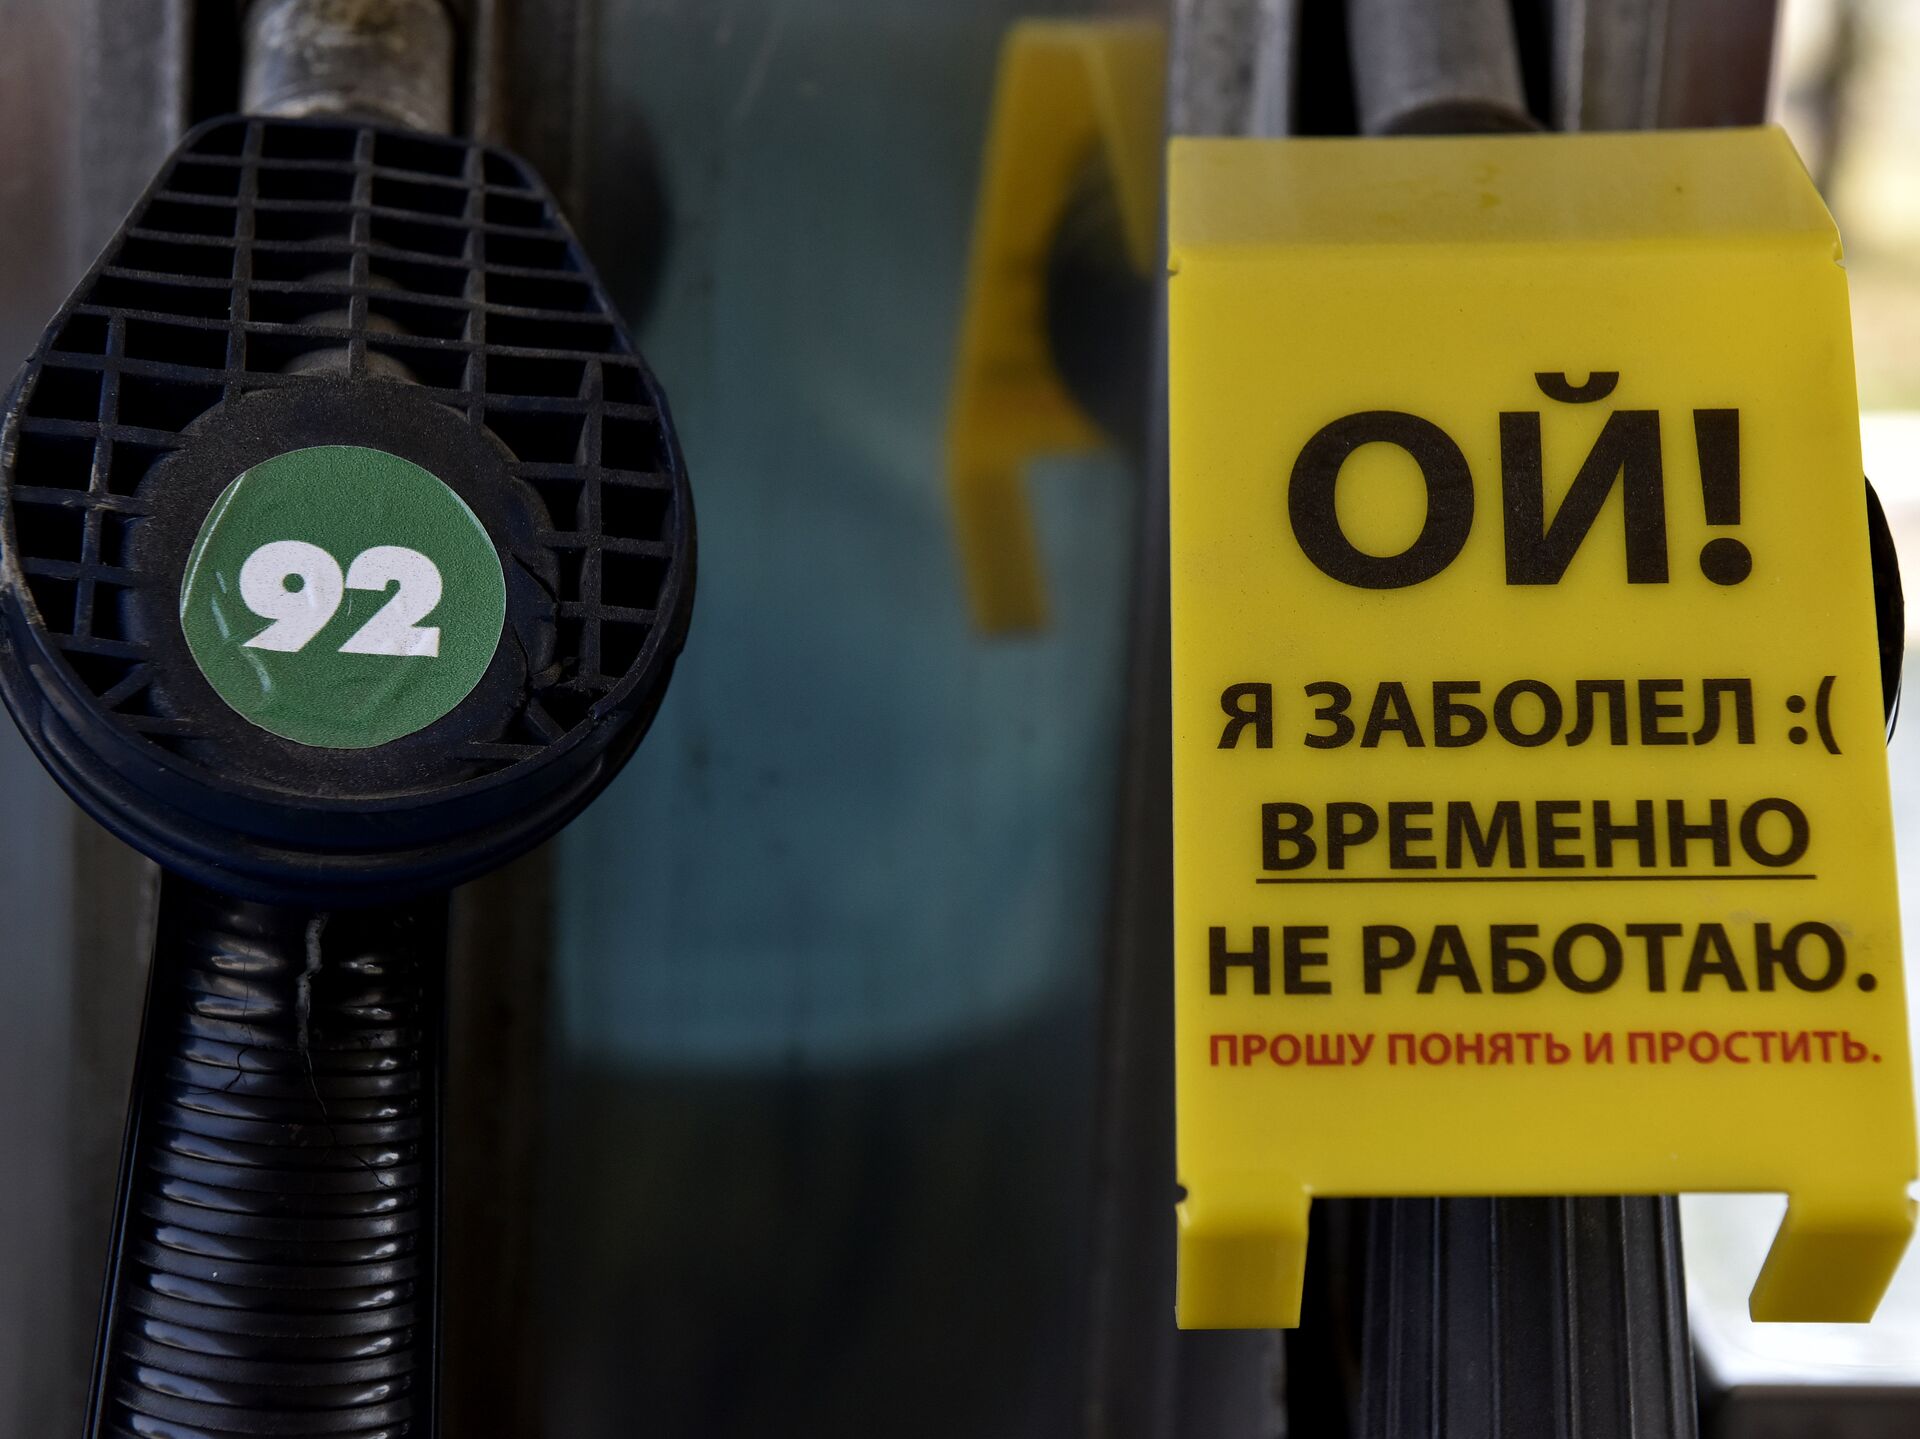 92
ОЙ!
Я ЗАБОЛЕЛ :(
ВРЕМЕННО
НЕ РАБОТАЮ.
ПРОШУ ПОНЯТЬ И ПРОСТИТЬ.